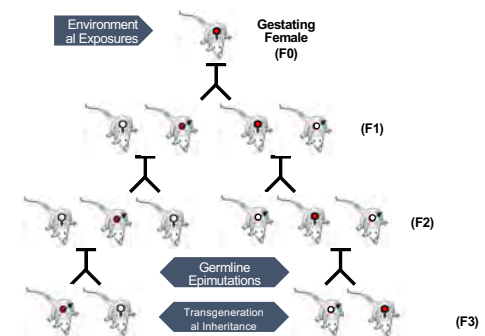 Environment
al Exposures
Gestating
Female
(F0)
(F1)
(F2)
Germline
Epimutations
Transgeneration
al Inheritance
(F3)